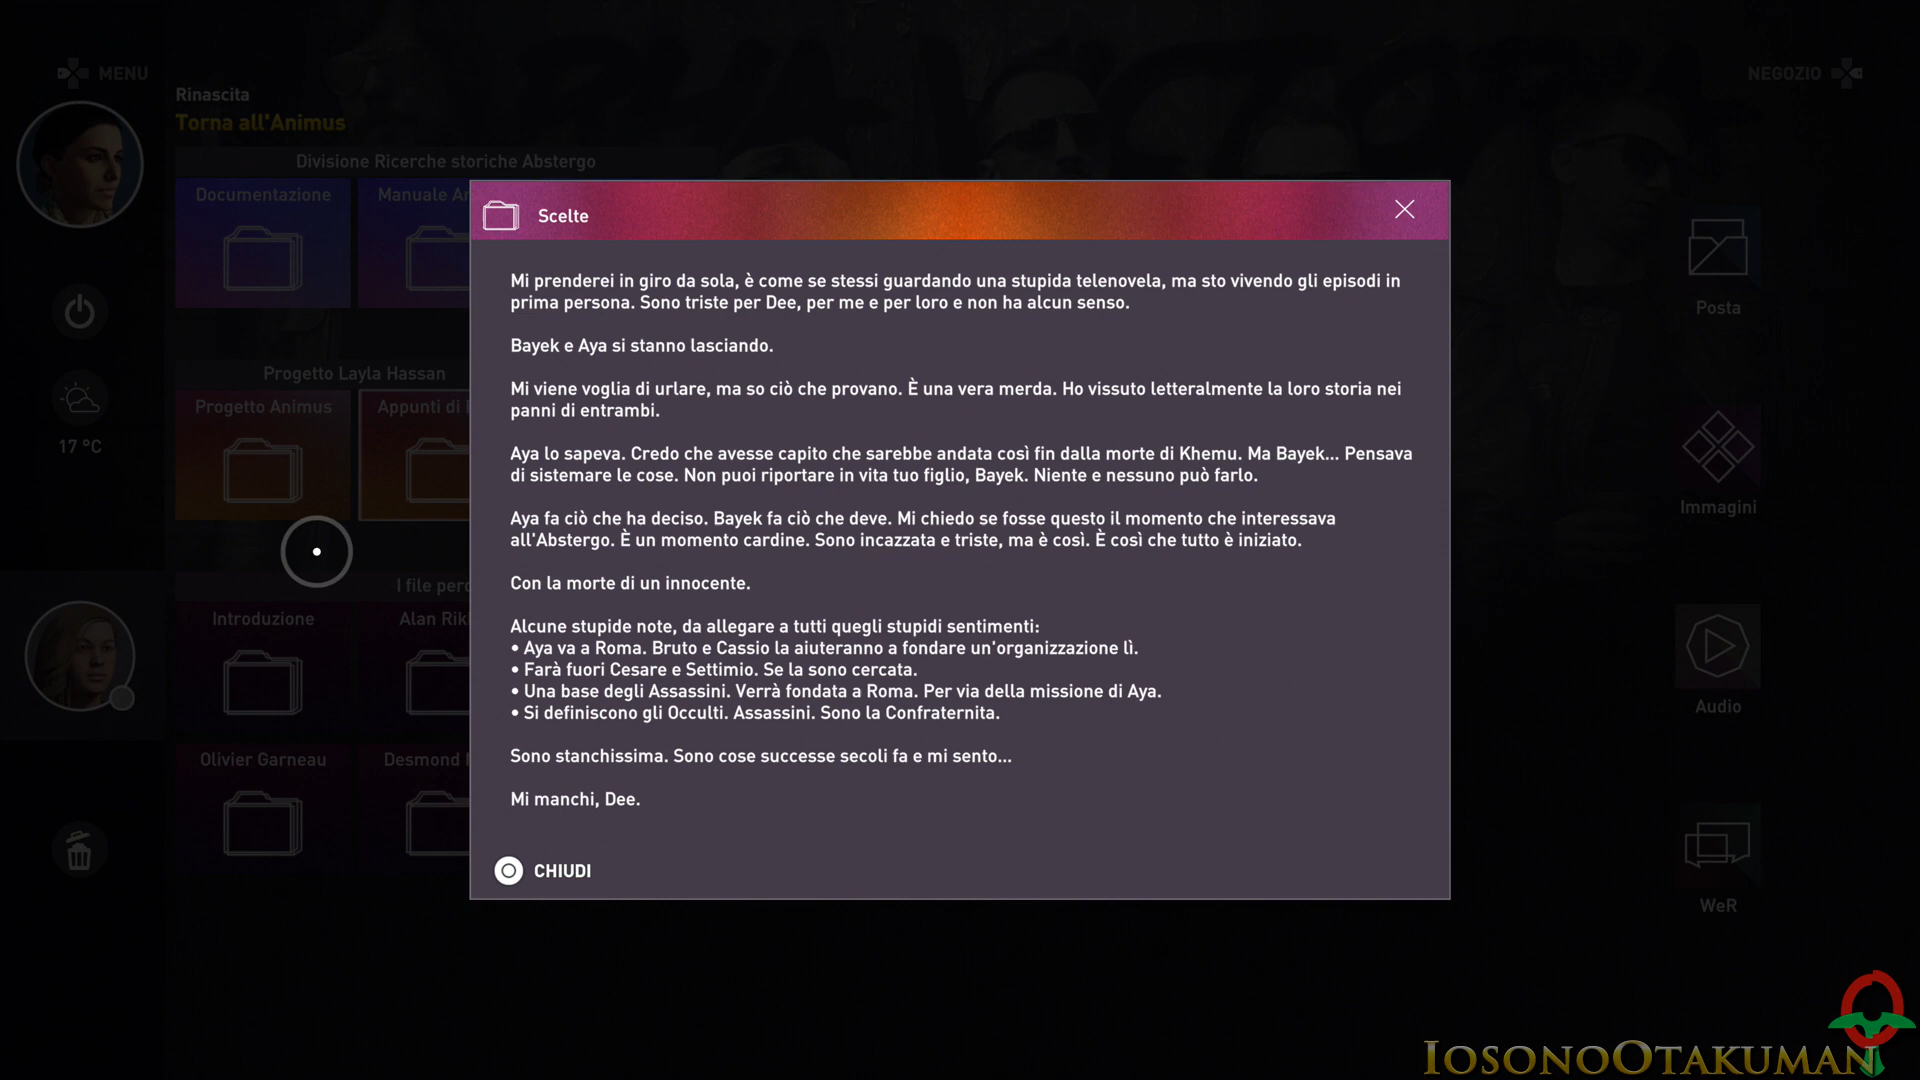 MENU
NEGOZIO
Rinascita
Torna all'Animus
Divisione Ricerche storiche Abstergo
Documentazione
Manuale An
Scelte
Mi prenderei in giro da sola, è come se stessi guardando una stupida telenovela, ma sto vivendo gli episodi in
prima persona. Sono triste per Dee, per me e per loro e non ha alcun senso.
Bayek e Aya si stanno lasciando.
Mi viene voglia di urlare, ma so ciò che provano. È una vera merda. Ho vissuto letteralmente la loro storia nei
panni di entrambi.
Aya lo sapeva. Credo che avesse capito che sarebbe andata così fin dalla morte di Khemu. Ma Bayek... Pensava
di sistemare le cose. Non puoi riportare in vita tuo figlio, Bayek. Niente e nessuno può farlo.
Aya fa ciò che ha deciso. Bayek fa ciò che deve. Mi chiedo se fosse questo il momento che interessava
all'Abstergo. È un momento cardine. Sono incazzata e triste, ma è così. È così che tutto è iniziato.
Con la morte di un innocente.
Alcune stupide note, da allegare a tutti quegli stupidi sentimenti:
• Aya va a Roma. Bruto e Cassio la aiuteranno a fondare un'organizzazione lì.
• Farà fuori Cesare e Settimio. Se la sono cercata.
• Una base degli Assassini. Verrà fondata a Roma. Per via della missione di Aya.
• Si definiscono gli Occulti. Assassini. Sono la Confraternita.
Sono stanchissima. Sono cose successe secoli fa e mi sento...
Mi manchi, Dee.
CHIUDI
17 °C
Progetto Layla Hassan
Progetto Animus
Appunti di
I file perd
Introduzione
Alan Rikk
Olivier Garneau
Desmond
Posta
Immagini
Audio
WeR
IosonoOtakuman